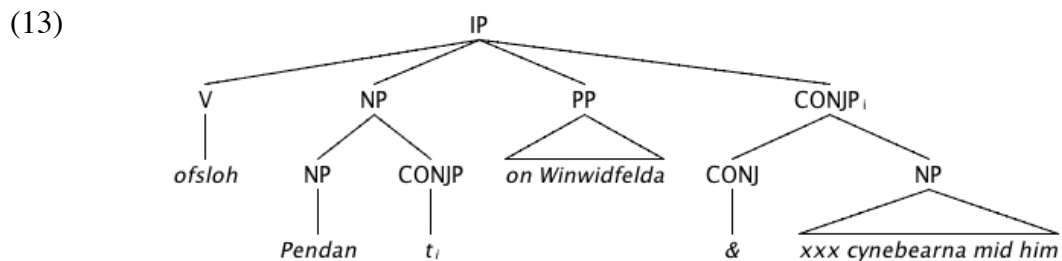 (13)
IP
V NP PP CONJPᵢ
ofsloh NP CONJP on Winwidfelda CONJ NP
Pendan tᵢ & xxx cynebearna mid him